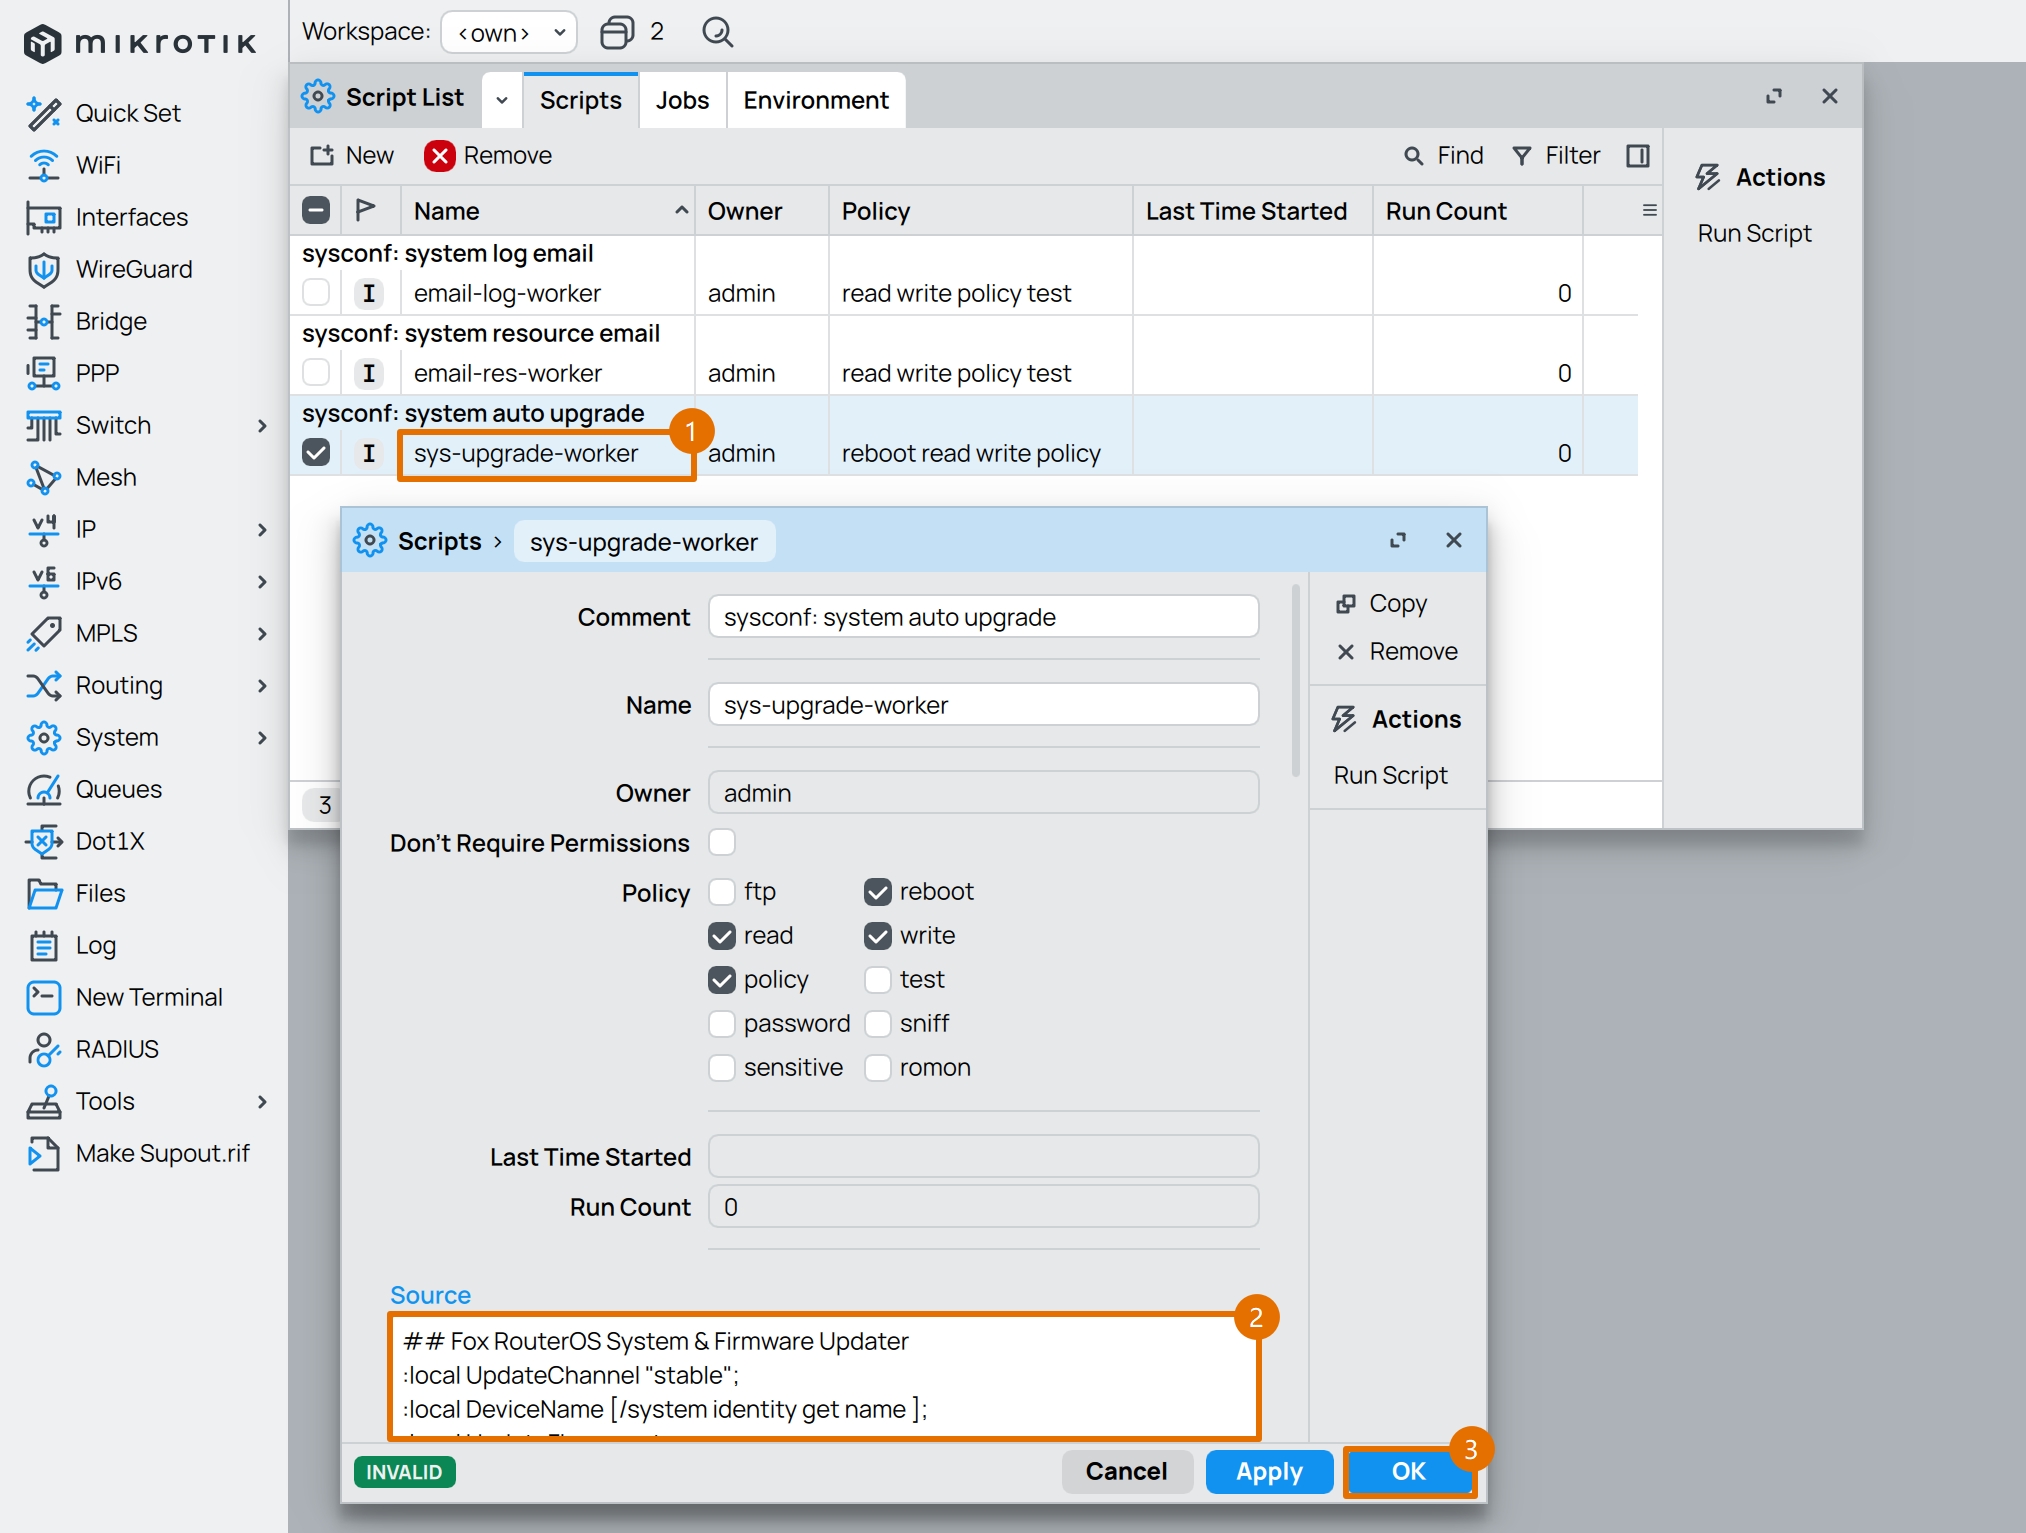 mikrotik
Workspace: <own> 2
Quick Set
WiFi
Interfaces
WireGuard
Bridge
PPP
Switch
Mesh
v4 IP
v6 IPv6
MPLS
Routing
System
Queues
Dot1X
Files
Log
New Terminal
RADIUS
Tools
Make Supout.rif
Script List Scripts Jobs Environment
New Remove Find Filter
Actions
Run Script
Name Owner Policy Last Time Started Run Count
sysconf: system log email
I email-log-worker admin read write policy test 0
sysconf: system resource email
I email-res-worker admin read write policy test 0
sysconf: system auto upgrade
I sys-upgrade-worker 1 admin reboot read write policy 0
3
Scripts sys-upgrade-worker
Comment sysconf: system auto upgrade
Name sys-upgrade-worker
Owner admin
Don't Require Permissions
Policy ftp reboot
read write
policy test
password sniff
sensitive romon
Last Time Started
Run Count 0
Source
2
## Fox RouterOS System & Firmware Updater
:local UpdateChannel "stable";
:local DeviceName [/system identity get name ];
Copy
Remove
Actions
Run Script
INVALID Cancel Apply OK 3